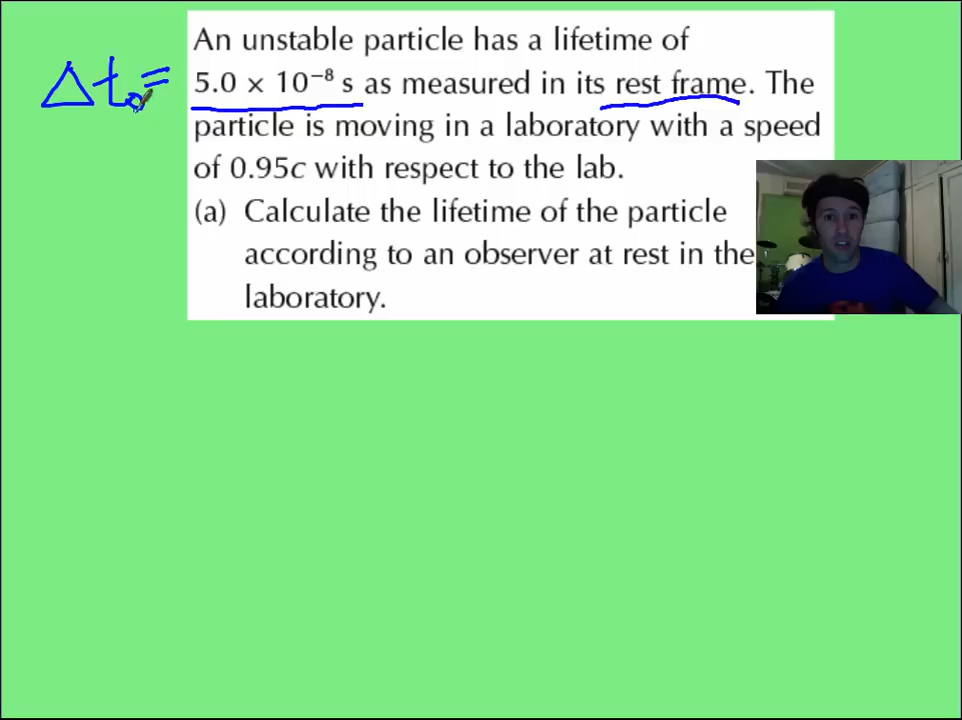 Δt₀=
An unstable particle has a lifetime of
5.0 × 10⁻⁸ s as measured in its rest frame. The
particle is moving in a laboratory with a speed
of 0.95c with respect to the lab.
(a) Calculate the lifetime of the particle
according to an observer at rest in the
laboratory.